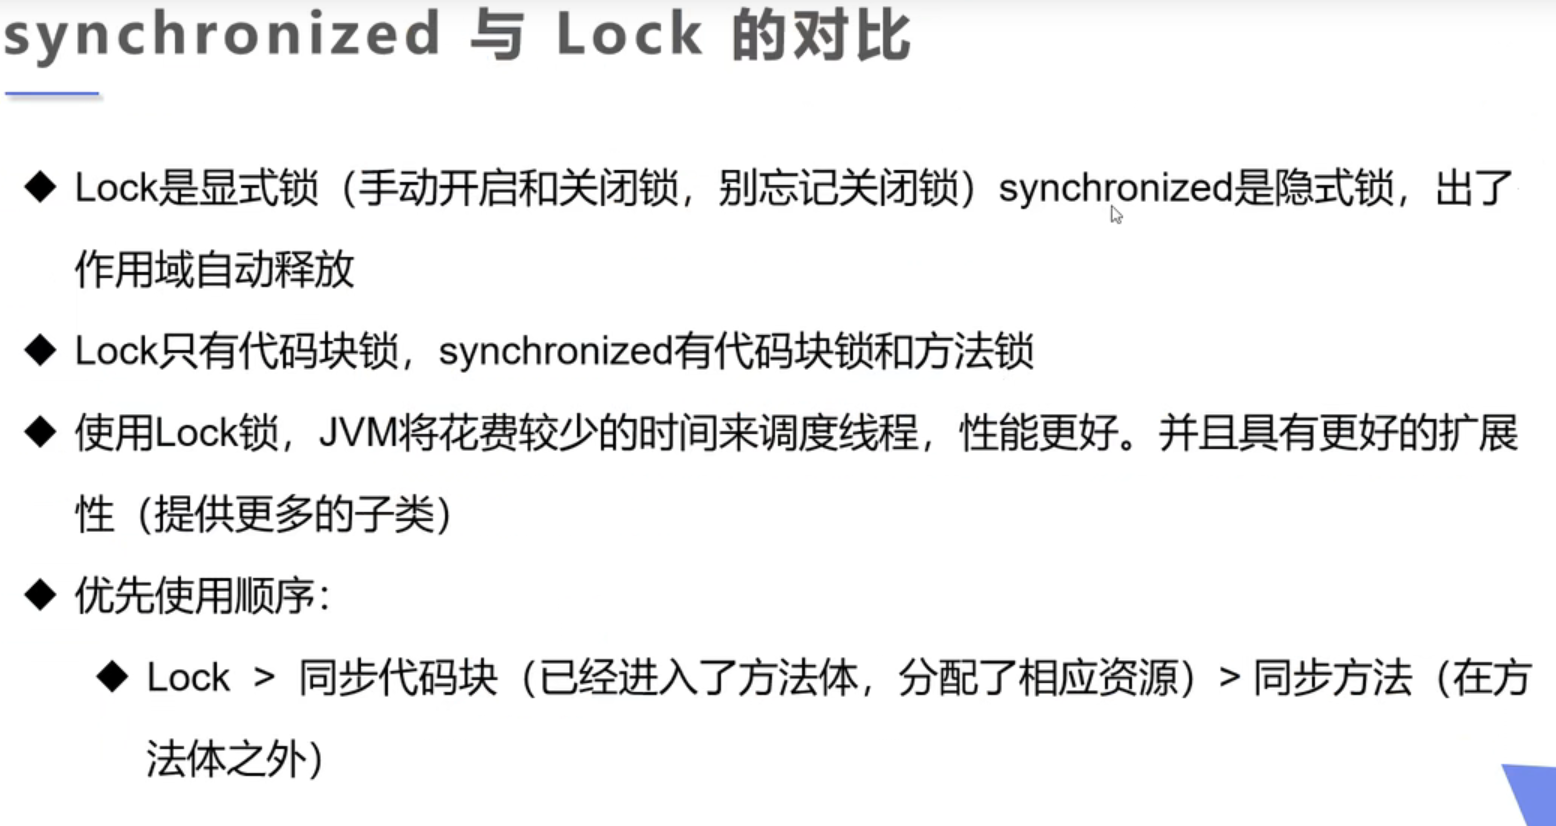 synchronized 与 Lock 的对比
◆ Lock是显式锁（手动开启和关闭锁，别忘记关闭锁）synchronized是隐式锁，出了
作用域自动释放
◆ Lock只有代码块锁，synchronized有代码块锁和方法锁
◆ 使用Lock锁，JVM将花费较少的时间来调度线程，性能更好。并且具有更好的扩展
性（提供更多的子类）
◆ 优先使用顺序：
◆ Lock > 同步代码块（已经进入了方法体，分配了相应资源）> 同步方法（在方
法体之外）